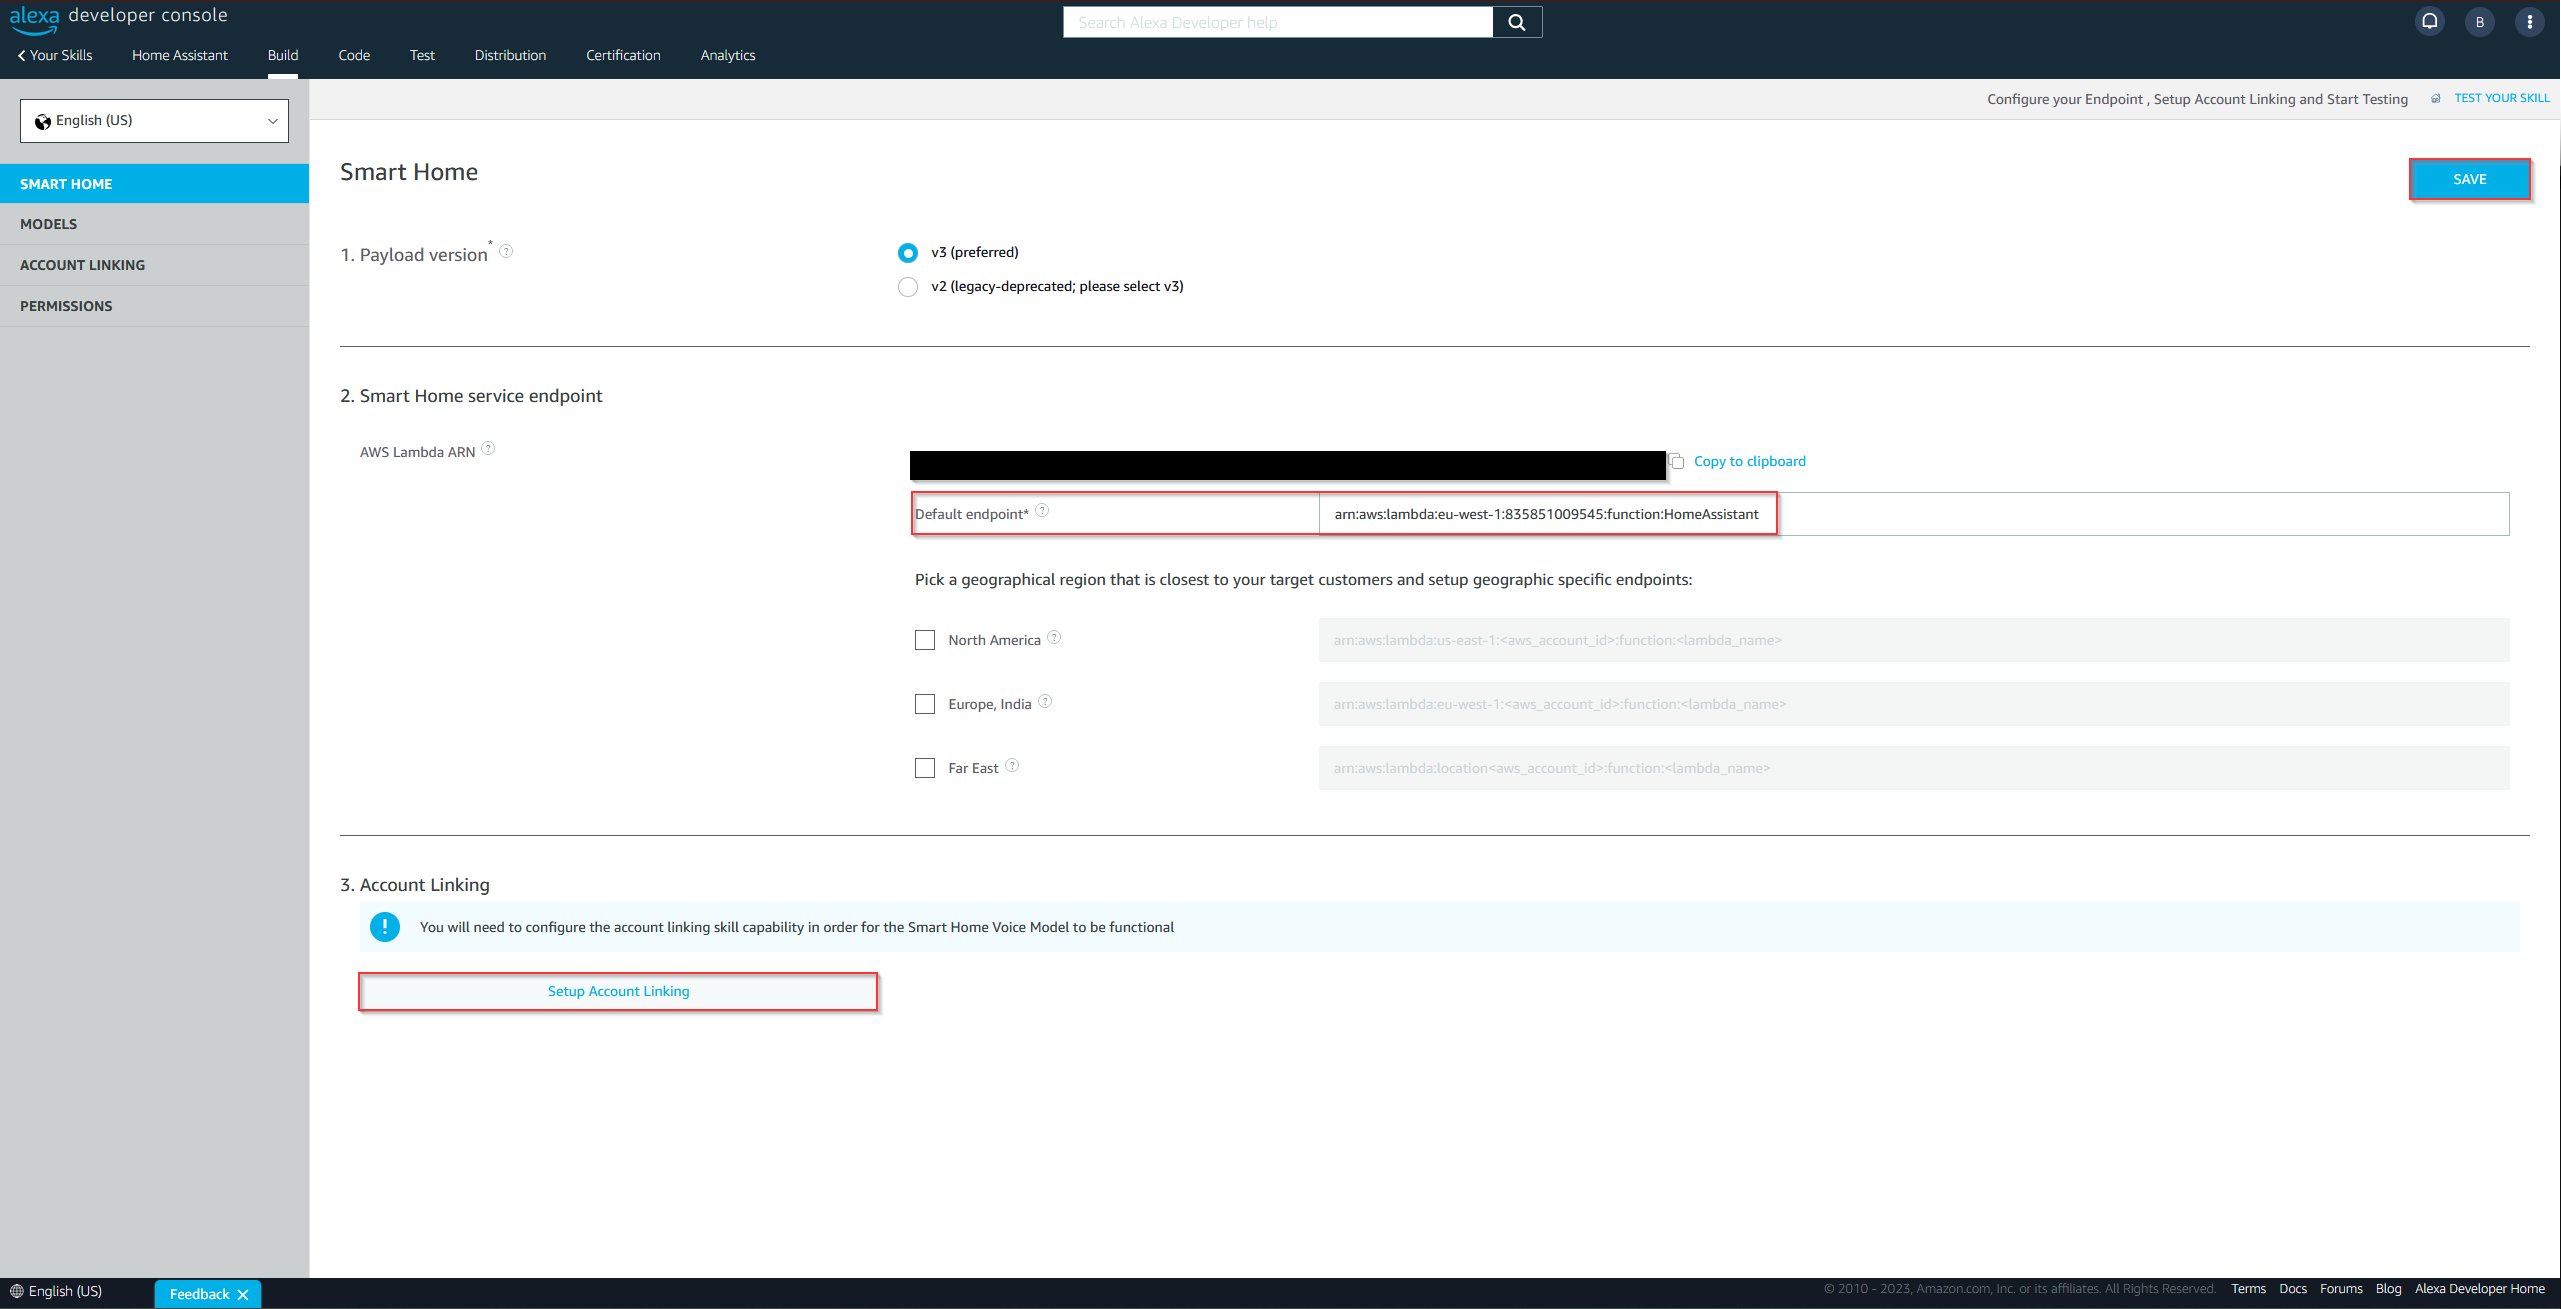 alexa developer console
Search Alexa Developer help
B
Your Skills
Home Assistant
Build
Code
Test
Distribution
Certification
Analytics
English (US)
Configure your Endpoint , Setup Account Linking and Start Testing
TEST YOUR SKILL
SMART HOME
MODELS
ACCOUNT LINKING
PERMISSIONS
Smart Home
SAVE
1. Payload version* ?
v3 (preferred)
v2 (legacy-deprecated; please select v3)
2. Smart Home service endpoint
AWS Lambda ARN ?
Copy to clipboard
Default endpoint* ?
arn:aws:lambda:eu-west-1:835851009545:function:HomeAssistant
Pick a geographical region that is closest to your target customers and setup geographic specific endpoints:
North America ?
arn:aws:lambda:us-east-1:<aws_account_id>:function:<lambda_name>
Europe, India ?
arn:aws:lambda:eu-west-1:<aws_account_id>:function:<lambda_name>
Far East ?
arn:aws:lambda:location<aws_account_id>:function:<lambda_name>
3. Account Linking
! You will need to configure the account linking skill capability in order for the Smart Home Voice Model to be functional
Setup Account Linking
English (US)
Feedback
© 2010 - 2023, Amazon.com, Inc. or its affiliates. All Rights Reserved.
Terms
Docs
Forums
Blog
Alexa Developer Home